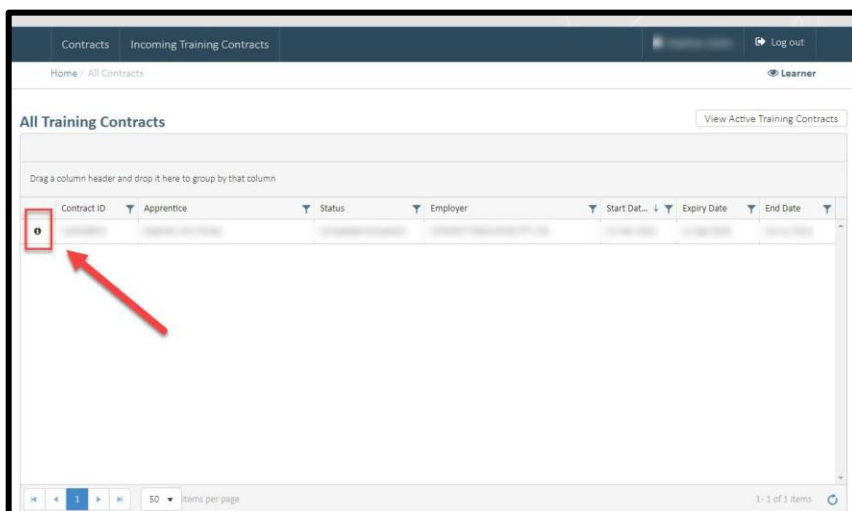 Contracts Incoming Training Contracts Log out
Home / All Contracts Learner
All Training Contracts View Active Training Contracts
Drag a column header and drop it here to group by that column
Contract ID Apprentice Status Employer Start Dat... ↓ Expiry Date End Date
1 50 items per page 1 - 1 of 1 items